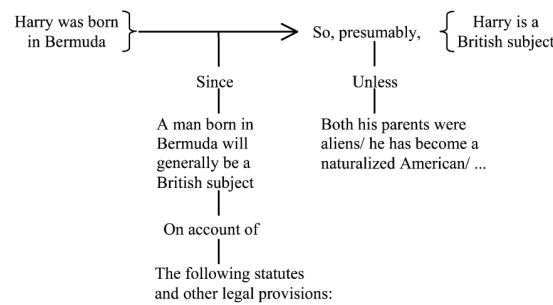 Harry was born
in Bermuda
So, presumably,
Harry is a
British subject
Since
Unless
A man born in
Bermuda will
generally be a
British subject
Both his parents were
aliens/ he has become a
naturalized American/ ...
On account of
The following statutes
and other legal provisions: